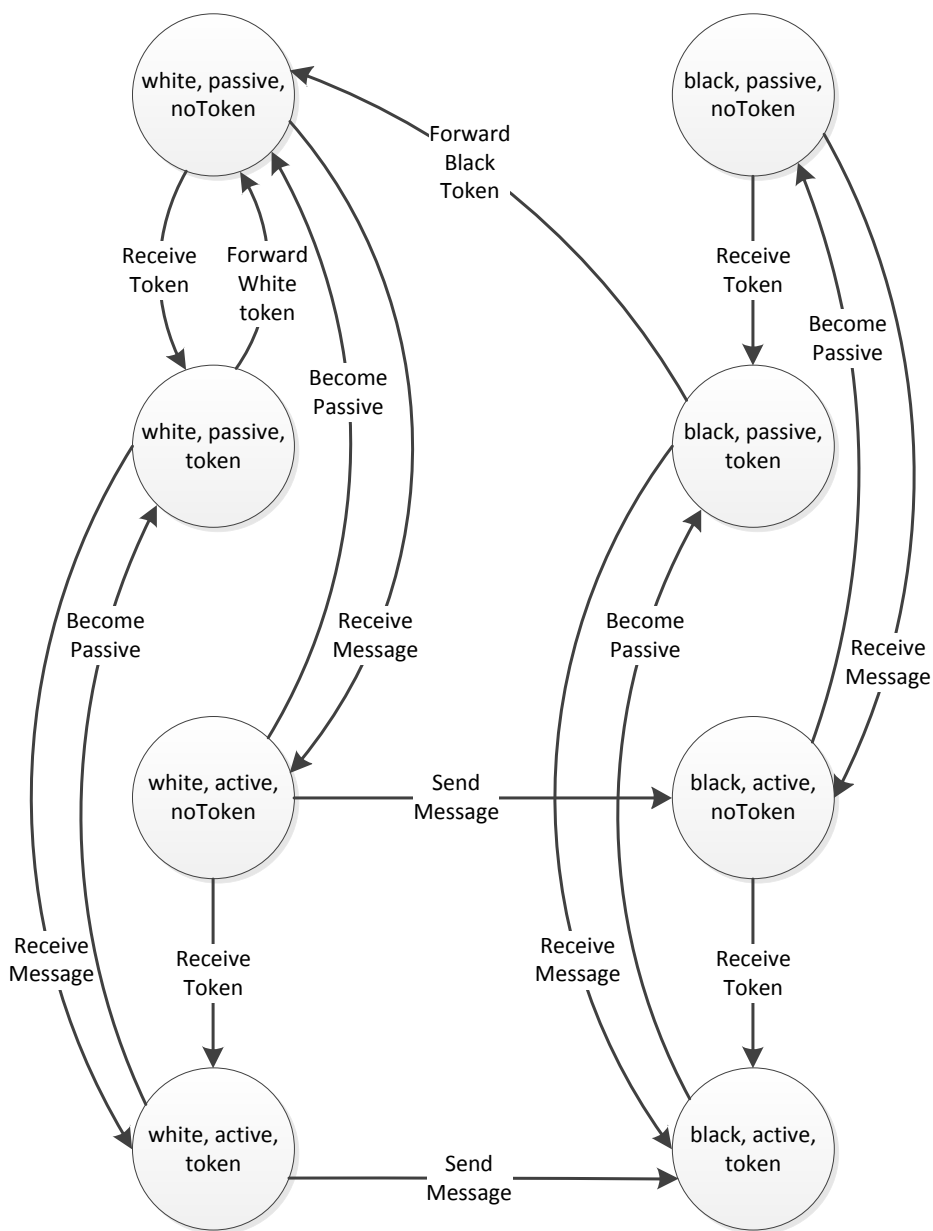 white, passive,
noToken
black, passive,
noToken
Forward
Black
Token
Receive
Token
Forward
White
token
Receive
Token
Become
Passive
Become
Passive
white, passive,
token
black, passive,
token
Become
Passive
Receive
Message
Become
Passive
Receive
Message
white, active,
noToken
Send
Message
black, active,
noToken
Receive
Message
Receive
Token
Receive
Message
Receive
Token
white, active,
token
Send
Message
black, active,
token